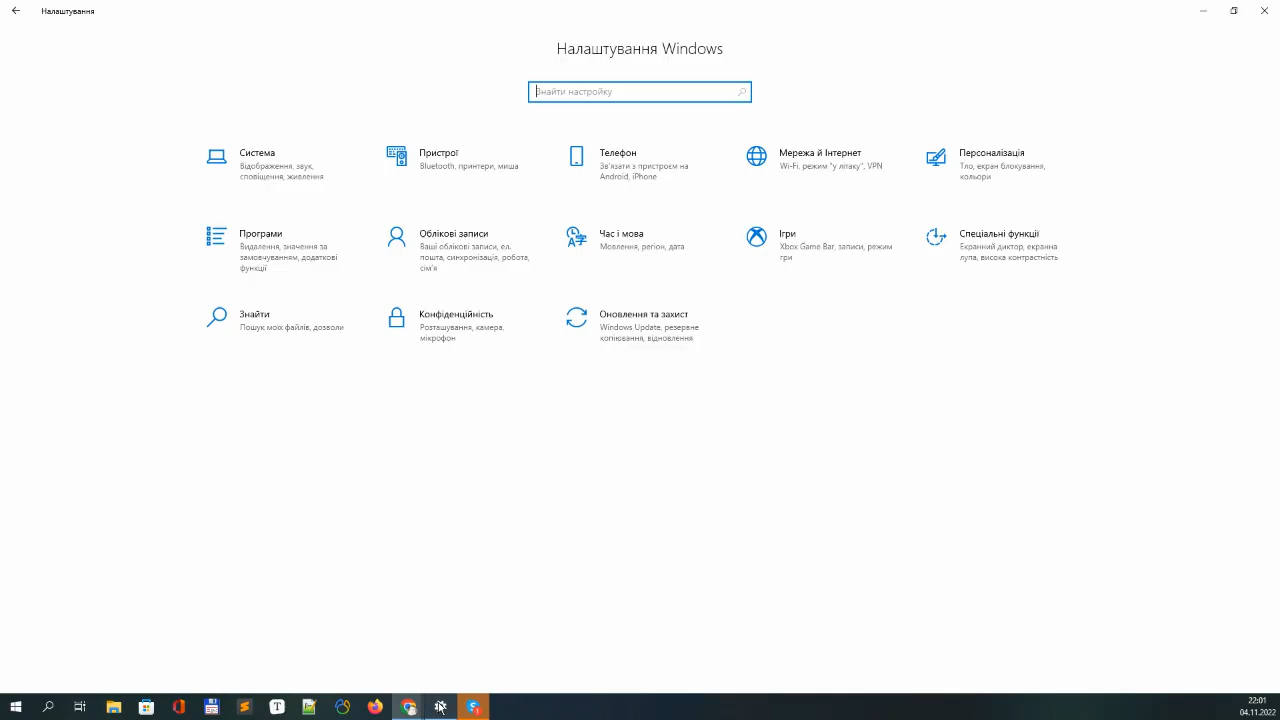 Налаштування
Налаштування Windows
Знайти настройку
Система
Відображення, звук,
сповіщення, живлення
Пристрої
Bluetooth, принтери, миша
Телефон
Зв'язати з пристроєм на
Android, iPhone
Мережа й Інтернет
Wi-Fi, режим "у літаку", VPN
Персоналізація
Тло, екран блокування,
кольори
Програми
Видалення, значення за
замовчуванням, додаткові
функції
Облікові записи
Ваші облікові записи, ел.
пошта, синхронізація, робота,
сім'я
Час і мова
Мовлення, регіон, дата
Ігри
Xbox Game Bar, записи, режим
гри
Спеціальні функції
Екранний диктор, екранна
лупа, висока контрастність
Знайти
Пошук моїх файлів, дозволи
Конфіденційність
Розташування, камера,
мікрофон
Оновлення та захист
Windows Update, резервне
копіювання, відновлення
22:01
04.11.2022